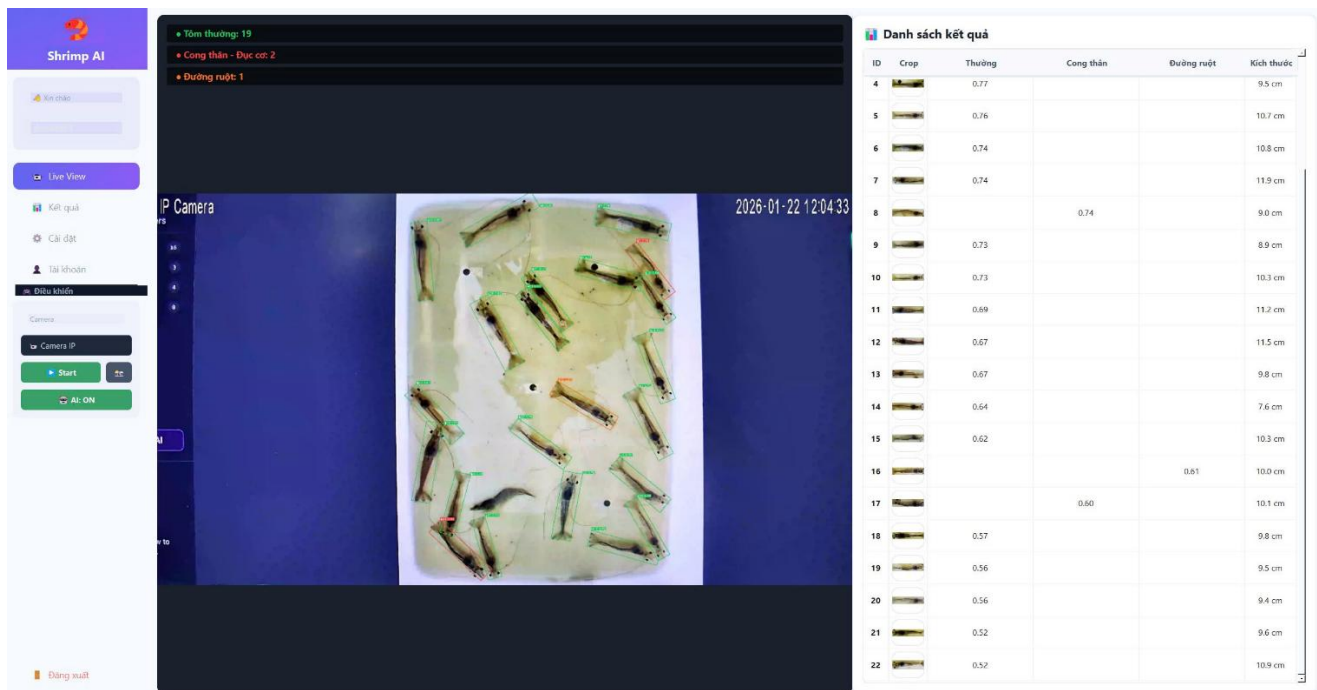 Shrimp AI
Xin chào
Live View
Kết quả
Cài đặt
Tài khoản
Điều khiển
Camera
Camera IP
Start
AI: ON
Đăng xuất
• Tôm thường: 19
• Cong thân - Đục cơ: 2
• Đường ruột: 1
IP Camera
2026-01-22 12:04:33
AI
w to
Danh sách kết quả
ID Crop Thường Cong thân Đường ruột Kích thước
4 0.77 9.5 cm
5 0.76 10.7 cm
6 0.74 10.8 cm
7 0.74 11.9 cm
8 0.74 9.0 cm
9 0.73 8.9 cm
10 0.73 10.3 cm
11 0.69 11.2 cm
12 0.67 11.5 cm
13 0.67 9.8 cm
14 0.64 7.6 cm
15 0.62 10.3 cm
16 0.61 10.0 cm
17 0.60 10.1 cm
18 0.57 9.8 cm
19 0.56 9.5 cm
20 0.56 9.4 cm
21 0.52 9.6 cm
22 0.52 10.9 cm